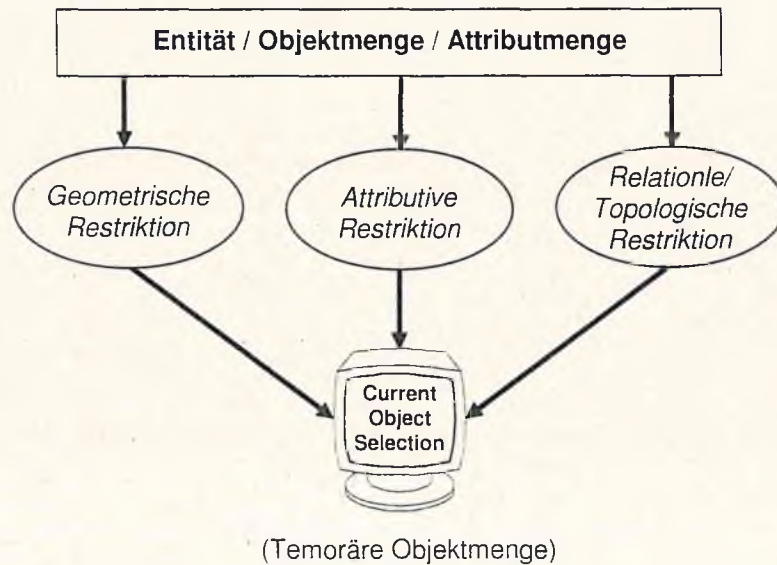 Entität / Objektmenge / Attributmenge
Geometrische
Restriktion
Attributive
Restriktion
Relationle/
Topologische
Restriktion
Current
Object
Selection
(Temoräre Objektmenge)